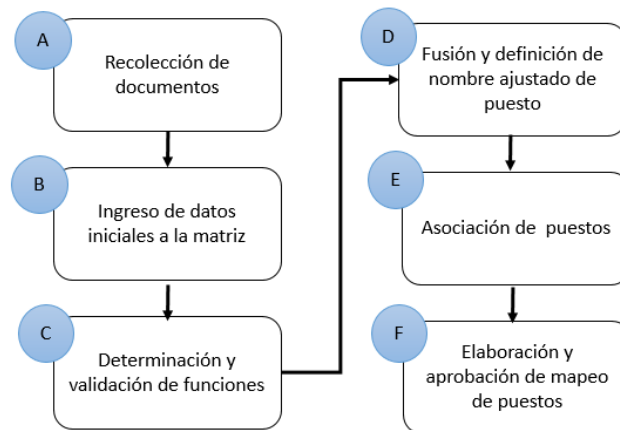 A
Recolección de
documentos
B
Ingreso de datos
iniciales a la matriz
C
Determinación y
validación de funciones
D
Fusión y definición de
nombre ajustado de
puesto
E
Asociación de puestos
F
Elaboración y
aprobación de mapeo
de puestos